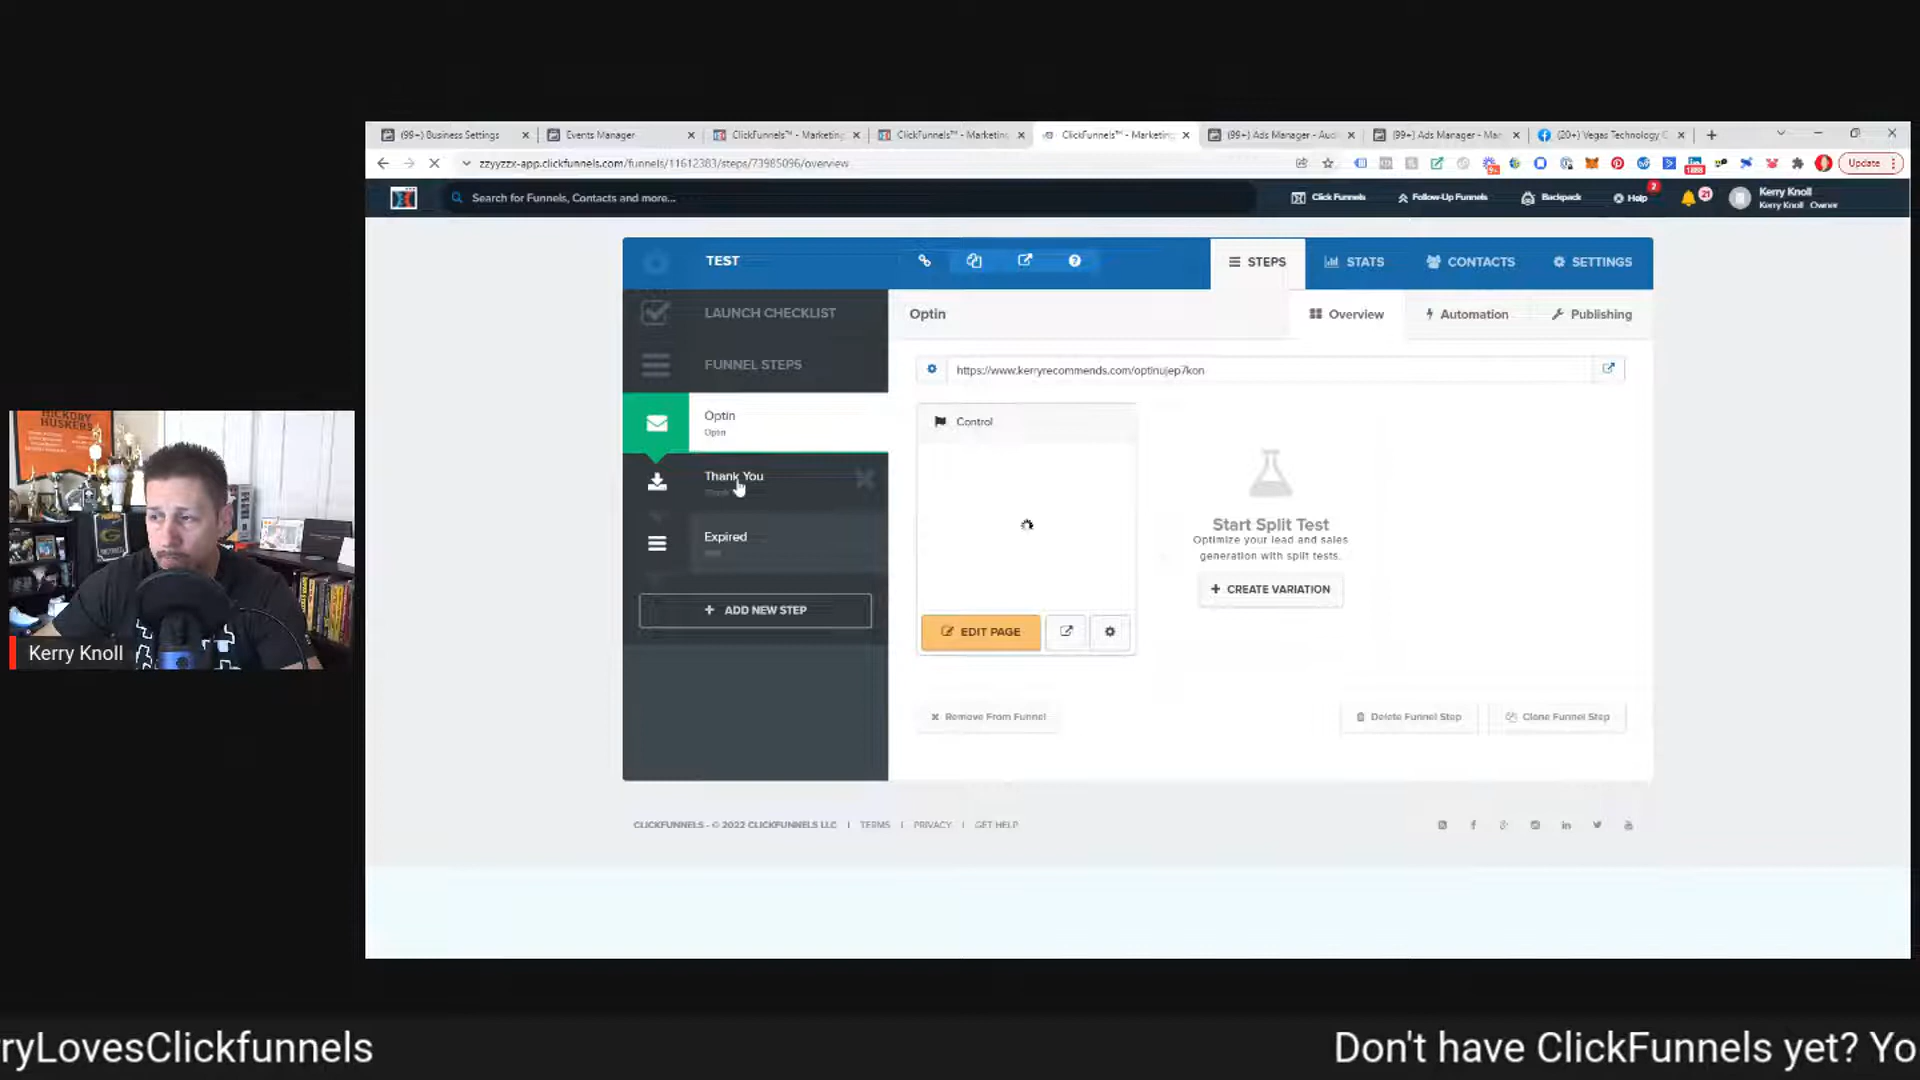 (99+) Business Settings
Events Manager
ClickFunnels™ - Marketing
ClickFunnels™ - Marketing
ClickFunnels™ - Marketing
(99+) Ads Manager - Audi
(99+) Ads Manager - Mar
(20+) Vegas Technology
zzyyzzx-app.clickfunnels.com/funnels/11612383/steps/73985096/overview
Update
Search for Funnels, Contacts and more...
Click Funnels
Follow-Up Funnels
Backpack
Help
2
21
Kerry Knoll
Kerry Knoll Owner
TEST
STEPS
STATS
CONTACTS
SETTINGS
LAUNCH CHECKLIST
FUNNEL STEPS
Optin
Optin
Thank You
Expired
+ ADD NEW STEP
Optin
Overview
Automation
Publishing
https://www.kerryrecommends.com/optinujep7kon
Control
EDIT PAGE
Start Split Test
Optimize your lead and sales
generation with split tests.
+ CREATE VARIATION
Remove From Funnel
Delete Funnel Step
Clone Funnel Step
CLICKFUNNELS - © 2022 CLICKFUNNELS LLC | TERMS | PRIVACY | GET HELP
HICKORY
HUSKERS
Kerry Knoll
ryLovesClickfunnels
Don't have ClickFunnels yet? Yo